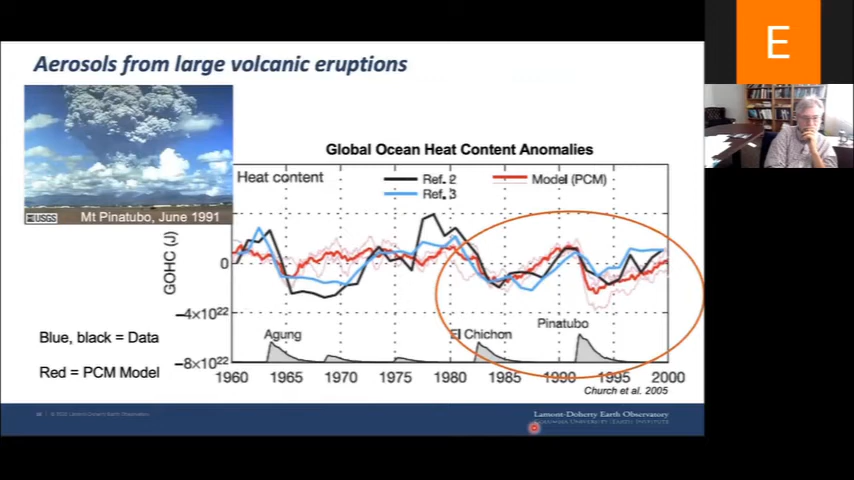 E
Aerosols from large volcanic eruptions
USGS
Mt Pinatubo, June 1991
Global Ocean Heat Content Anomalies
Heat content
Ref. 2
Ref. 3
Model (PCM)
GOHC (J)
0
−4×10²²
−8×10²²
Agung
El Chichon
Pinatubo
1960 1965 1970 1975 1980 1985 1990 1995 2000
Church et al. 2005
Blue, black = Data
Red = PCM Model
Lamont-Doherty Earth Observatory
Columbia University | Earth Institute